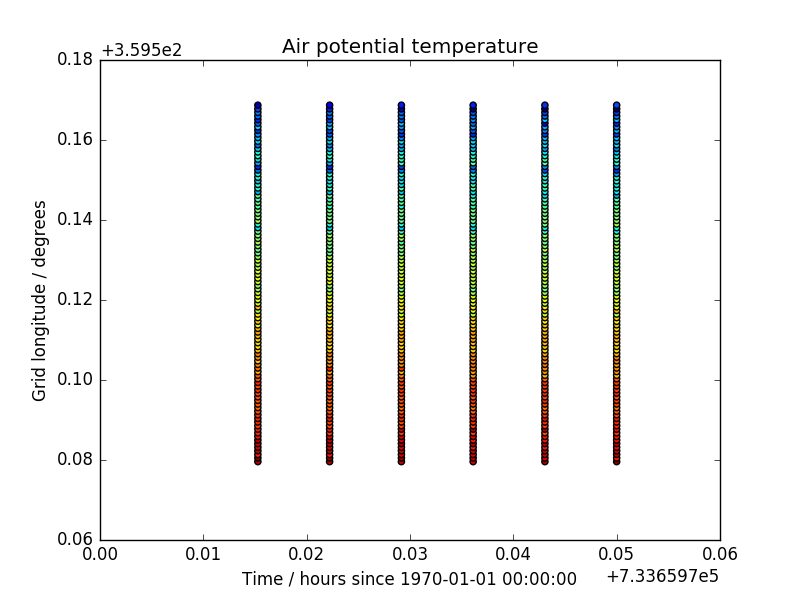 Air potential temperature
+3.595e2
0.18
0.16
0.14
0.12
0.10
0.08
0.06
Grid longitude / degrees
0.00 0.01 0.02 0.03 0.04 0.05 0.06
Time / hours since 1970-01-01 00:00:00
+7.336597e5